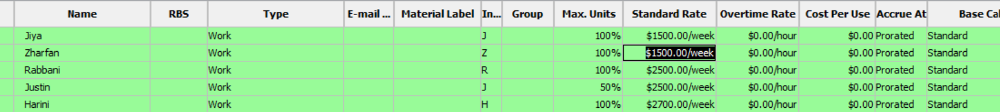 Name RBS Type E-mail ... Material Label In... Group Max. Units Standard Rate Overtime Rate Cost Per Use Accrue At Base Cal
Jiya Work J 100% $1500.00/week $0.00/hour $0.00 Prorated Standard
Zharfan Work Z 100% $1500.00/week $0.00/hour $0.00 Prorated Standard
Rabbani Work R 100% $2500.00/week $0.00/hour $0.00 Prorated Standard
Justin Work J 50% $2500.00/week $0.00/hour $0.00 Prorated Standard
Harini Work H 100% $2700.00/week $0.00/hour $0.00 Prorated Standard